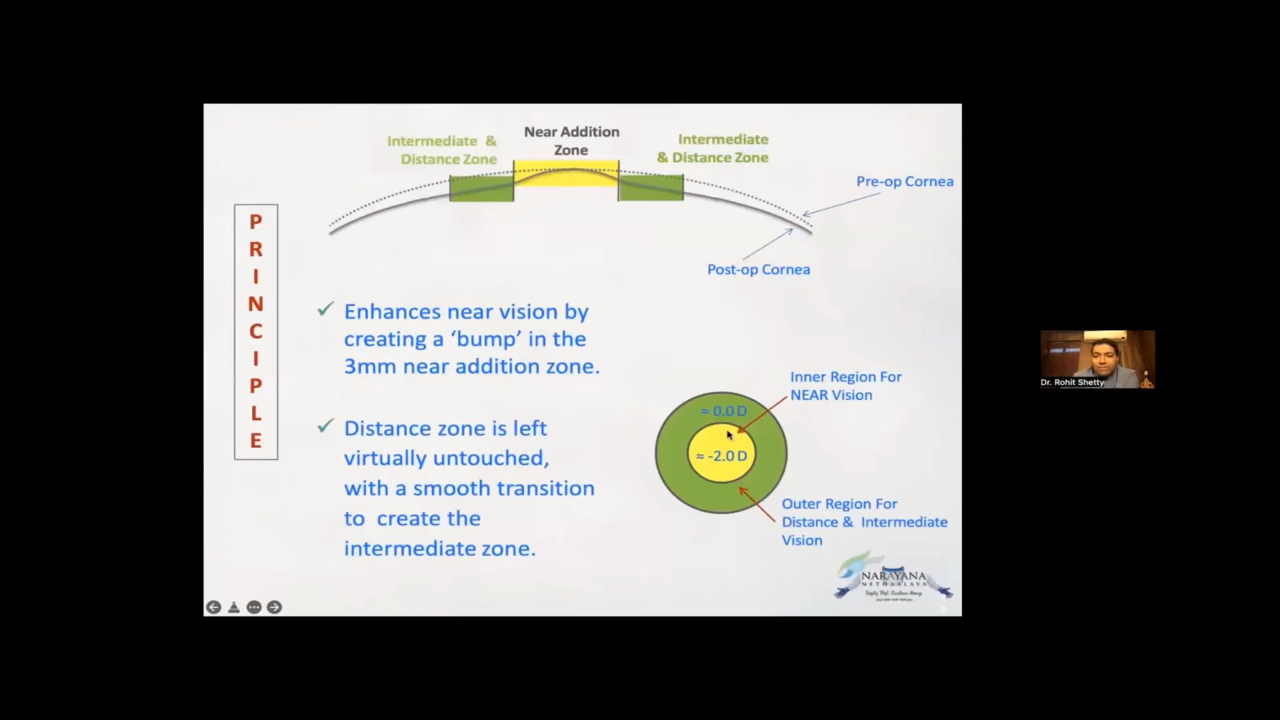 Near Addition
Zone
Intermediate &
Distance Zone
Intermediate
& Distance Zone
Pre-op Cornea
Post-op Cornea
P
R
I
N
C
I
P
L
E
Enhances near vision by
creating a ‘bump’ in the
3mm near addition zone.
Distance zone is left
virtually untouched,
with a smooth transition
to create the
intermediate zone.
Inner Region For
NEAR Vision
≈ 0.0 D
≈ -2.0 D
Outer Region For
Distance & Intermediate
Vision
NARAYANA
NETHRALAYA
Dr. Rohit Shetty